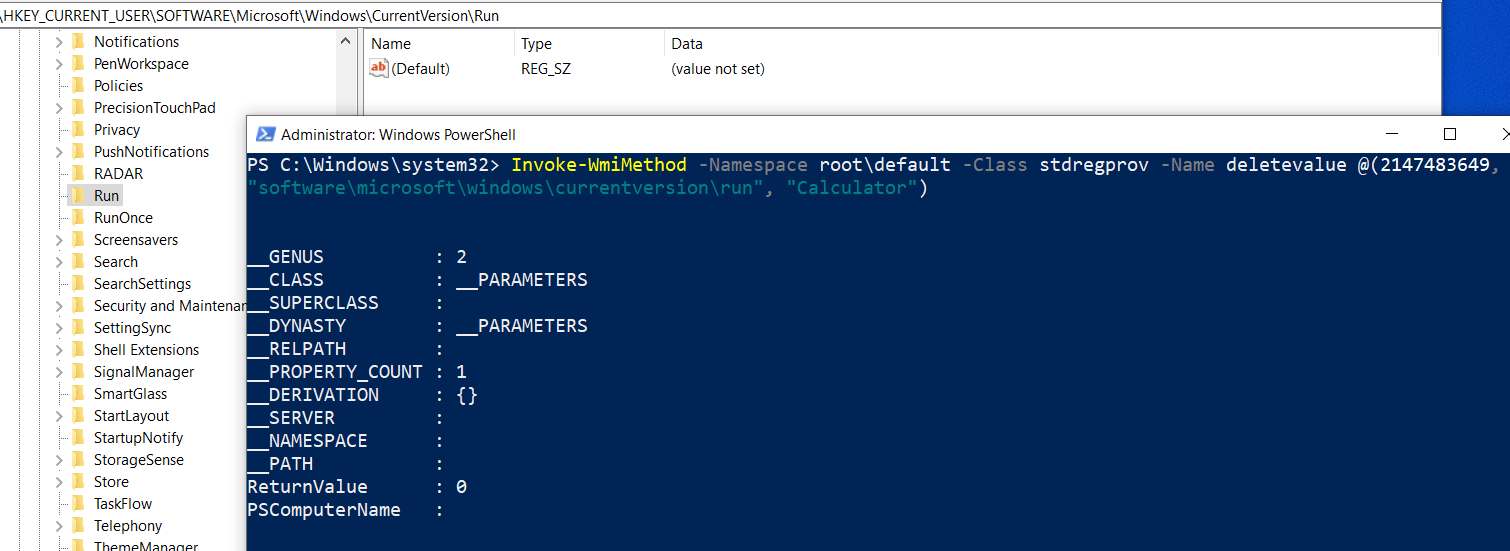 \HKEY_CURRENT_USER\SOFTWARE\Microsoft\Windows\CurrentVersion\Run
Notifications
PenWorkspace
Policies
PrecisionTouchPad
Privacy
PushNotifications
RADAR
Run
RunOnce
Screensavers
Search
SearchSettings
Security and Maintenan
SettingSync
Shell Extensions
SignalManager
SmartGlass
StartLayout
StartupNotify
StorageSense
Store
TaskFlow
Telephony
ThemeManager
Name Type Data
ab (Default) REG_SZ (value not set)
Administrator: Windows PowerShell
PS C:\Windows\system32> Invoke-WmiMethod -Namespace root\default -Class stdregprov -Name deletevalue @(2147483649,
"software\microsoft\windows\currentversion\run", "Calculator")
__GENUS : 2
__CLASS : __PARAMETERS
__SUPERCLASS :
__DYNASTY : __PARAMETERS
__RELPATH :
__PROPERTY_COUNT : 1
__DERIVATION : {}
__SERVER :
__NAMESPACE :
__PATH :
ReturnValue : 0
PSComputerName :